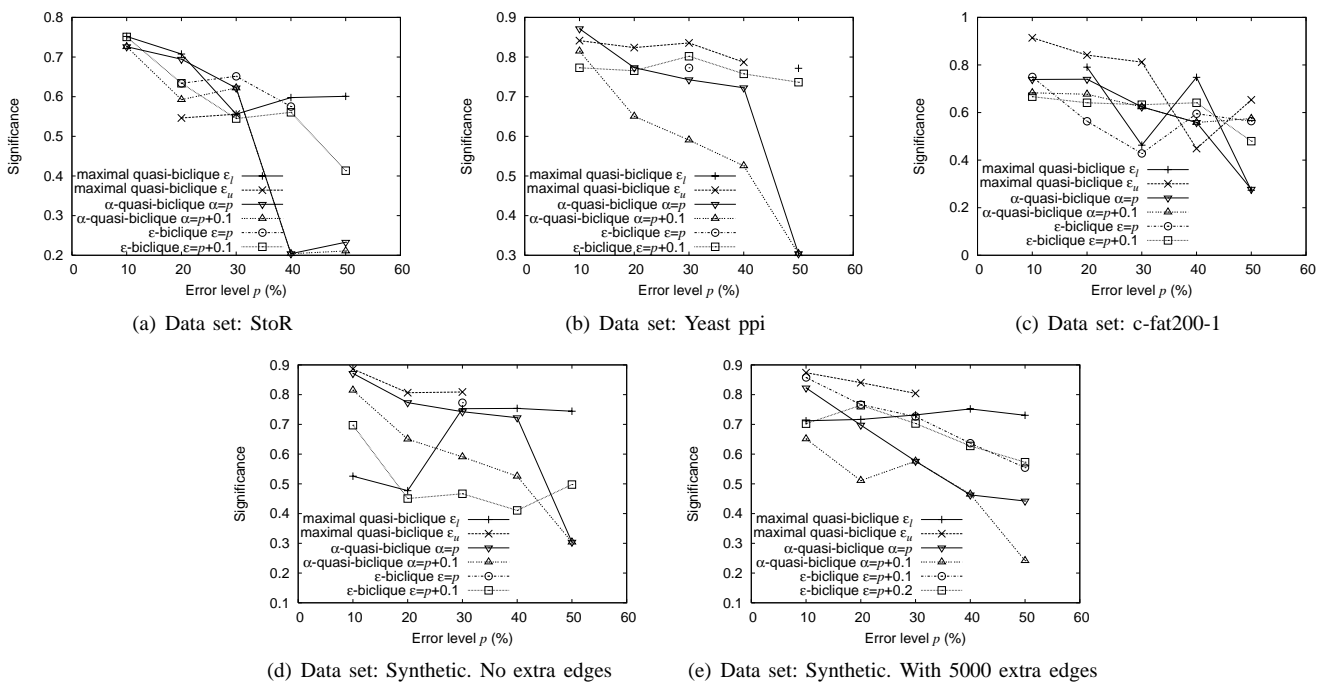 0.8
0.7
0.6
0.5
0.4
0.3
0.2
Significance
maximal quasi-biclique εl
maximal quasi-biclique εu
α-quasi-biclique α=p
α-quasi-biclique α=p+0.1
ε-biclique ε=p
ε-biclique ε=p+0.1
0 10 20 30 40 50 60
Error level p (%)
(a) Data set: StoR
0.9
0.8
0.7
0.6
0.5
0.4
0.3
Significance
maximal quasi-biclique εl
maximal quasi-biclique εu
α-quasi-biclique α=p
α-quasi-biclique α=p+0.1
ε-biclique ε=p
ε-biclique ε=p+0.1
0 10 20 30 40 50 60
Error level p (%)
(b) Data set: Yeast ppi
1
0.8
0.6
0.4
0.2
0
Significance
maximal quasi-biclique εl
maximal quasi-biclique εu
α-quasi-biclique α=p
α-quasi-biclique α=p+0.1
ε-biclique ε=p
ε-biclique ε=p+0.1
0 10 20 30 40 50 60
Error level p (%)
(c) Data set: c-fat200-1
0.9
0.8
0.7
0.6
0.5
0.4
0.3
0.2
0.1
Significance
maximal quasi-biclique εl
maximal quasi-biclique εu
α-quasi-biclique α=p
α-quasi-biclique α=p+0.1
ε-biclique ε=p
ε-biclique ε=p+0.1
0 10 20 30 40 50 60
Error level p (%)
(d) Data set: Synthetic. No extra edges
0.9
0.8
0.7
0.6
0.5
0.4
0.3
0.2
0.1
Significance
maximal quasi-biclique εl
maximal quasi-biclique εu
α-quasi-biclique α=p
α-quasi-biclique α=p+0.1
ε-biclique ε=p+0.1
ε-biclique ε=p+0.2
0 10 20 30 40 50 60
Error level p (%)
(e) Data set: Synthetic. With 5000 extra edges